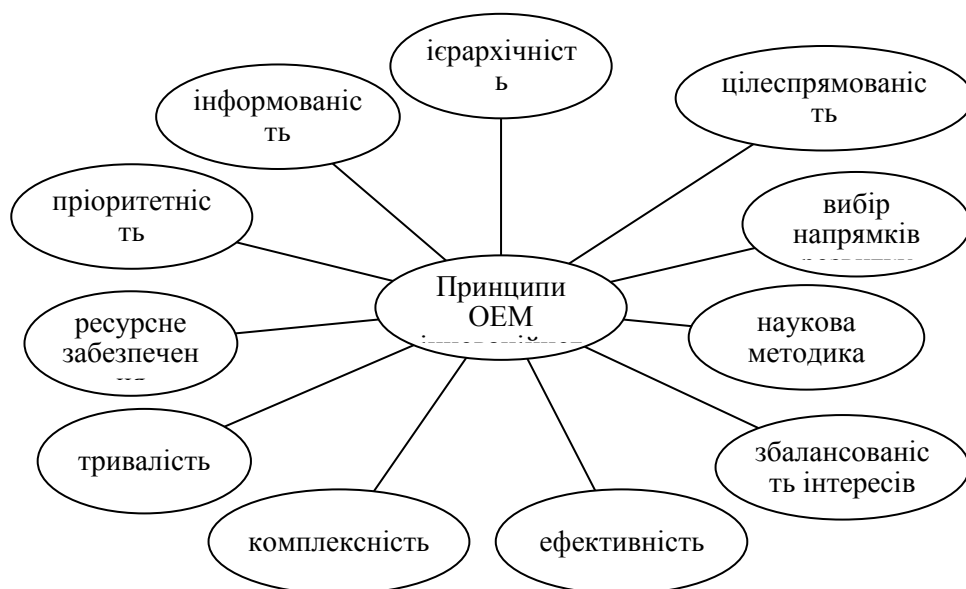 ієрархічніст
ь
цілеспрямованіс
ть
інформованіс
ть
пріоритетніс
ть
вибір
напрямків
Принципи
ОЕМ
ресурсне
забезпечен
наукова
методика
тривалість
збалансованіс
ть інтересів
комплексність
ефективність